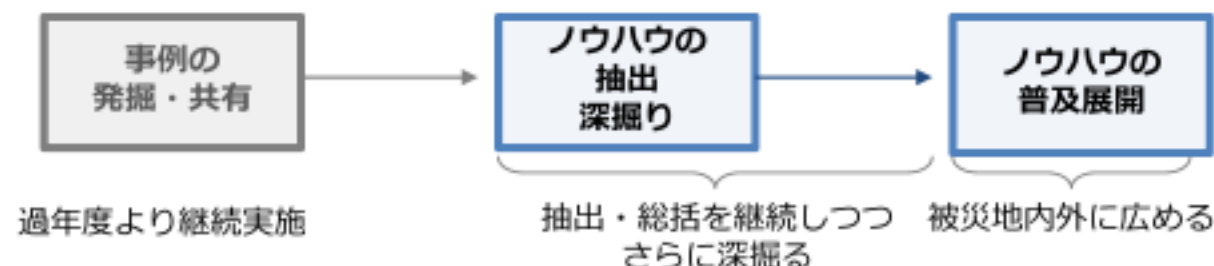 事例の
発掘・共有
ノウハウの
抽出
深掘り
ノウハウの
普及展開
過年度より継続実施
抽出・総括を継続しつつ
さらに深掘る
被災地内外に広める